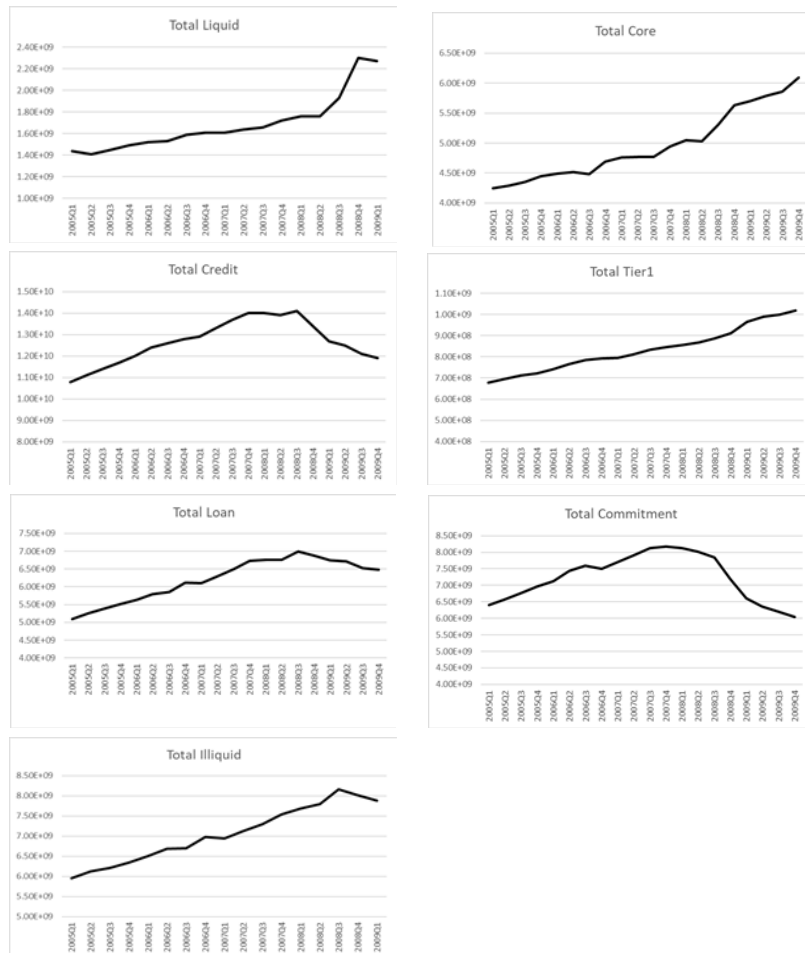 Total Liquid
2.40E+09
2.20E+09
2.00E+09
1.80E+09
1.60E+09
1.40E+09
1.20E+09
1.00E+09
2005Q1
2005Q2
2005Q3
2005Q4
2006Q1
2006Q2
2006Q3
2006Q4
2007Q1
2007Q2
2007Q3
2007Q4
2008Q1
2008Q2
2008Q3
2008Q4
2009Q1
Total Core
6.50E+09
6.00E+09
5.50E+09
5.00E+09
4.50E+09
4.00E+09
2005Q1
2005Q2
2005Q3
2005Q4
2006Q1
2006Q2
2006Q3
2006Q4
2007Q1
2007Q2
2007Q3
2007Q4
2008Q1
2008Q2
2008Q3
2008Q4
2009Q1
2009Q2
2009Q3
2009Q4
Total Credit
1.50E+10
1.40E+10
1.30E+10
1.20E+10
1.10E+10
1.00E+10
9.00E+09
8.00E+09
2005Q1
2005Q2
2005Q3
2005Q4
2006Q1
2006Q2
2006Q3
2006Q4
2007Q1
2007Q2
2007Q3
2007Q4
2008Q1
2008Q2
2008Q3
2008Q4
2009Q1
2009Q2
2009Q3
2009Q4
Total Tier1
1.10E+09
1.00E+09
9.00E+08
8.00E+08
7.00E+08
6.00E+08
5.00E+08
4.00E+08
2005Q1
2005Q2
2005Q3
2005Q4
2006Q1
2006Q2
2006Q3
2006Q4
2007Q1
2007Q2
2007Q3
2007Q4
2008Q1
2008Q2
2008Q3
2008Q4
2009Q1
2009Q2
2009Q3
2009Q4
Total Loan
7.50E+09
7.00E+09
6.50E+09
6.00E+09
5.50E+09
5.00E+09
4.50E+09
4.00E+09
2005Q1
2005Q2
2005Q3
2005Q4
2006Q1
2006Q2
2006Q3
2006Q4
2007Q1
2007Q2
2007Q3
2007Q4
2008Q1
2008Q2
2008Q3
2008Q4
2009Q1
2009Q2
2009Q3
2009Q4
Total Commitment
8.50E+09
8.00E+09
7.50E+09
7.00E+09
6.50E+09
6.00E+09
5.50E+09
5.00E+09
4.50E+09
4.00E+09
2005Q1
2005Q2
2005Q3
2005Q4
2006Q1
2006Q2
2006Q3
2006Q4
2007Q1
2007Q2
2007Q3
2007Q4
2008Q1
2008Q2
2008Q3
2008Q4
2009Q1
2009Q2
2009Q3
2009Q4
Total Illiquid
8.50E+09
8.00E+09
7.50E+09
7.00E+09
6.50E+09
6.00E+09
5.50E+09
5.00E+09
2005Q1
2005Q2
2005Q3
2005Q4
2006Q1
2006Q2
2006Q3
2006Q4
2007Q1
2007Q2
2007Q3
2007Q4
2008Q1
2008Q2
2008Q3
2008Q4
2009Q1